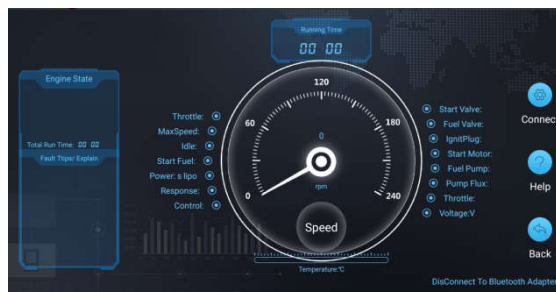 Running Time
00 00
Engine State
Total Run Time: 00 00
Fault Ttips/ Explain
Throttle:
MaxSpeed:
Idle:
Start Fuel:
Power: s lipo
Response:
Control:
0
60
120
180
240
0
rpm
Speed
Temperature:℃
Start Valve:
Fuel Valve:
IgnitPlug:
Start Motor:
Fuel Pump:
Pump Flux:
Throttle:
Voltage:V
Connect
Help
Back
DisConnect To Bluetooth Adapter